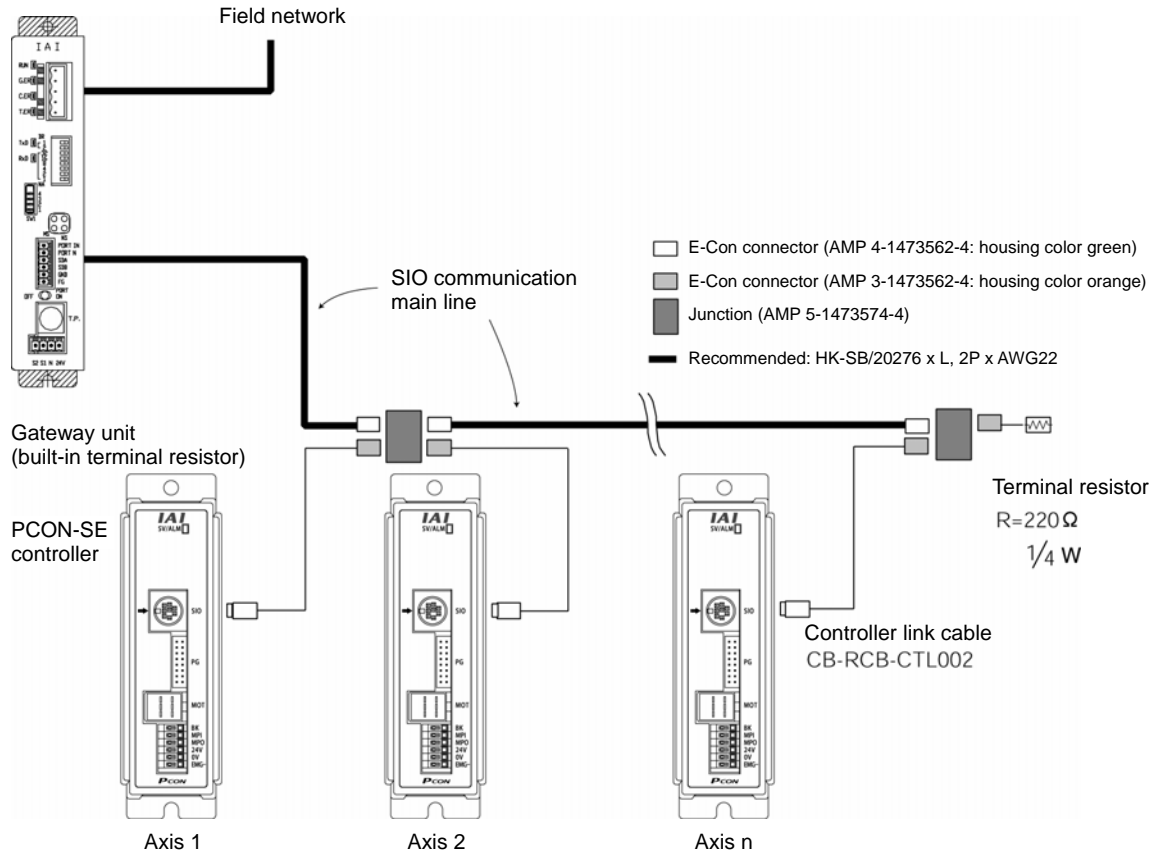 Field network
I A I
RUN
G.ER
C.ER
T.ER
TxD
RxD
SW1
PORT IN
PORT N
SDA
SDB
GND
FG
OFF
PORT
ON
T.P.
S2 S1 N 24V
E-Con connector (AMP 4-1473562-4: housing color green)
E-Con connector (AMP 3-1473562-4: housing color orange)
Junction (AMP 5-1473574-4)
Recommended: HK-SB/20276 x L, 2P x AWG22
SIO communication
main line
Gateway unit
(built-in terminal resistor)
PCON-SE
controller
Terminal resistor
R=220Ω
1/4 W
Controller link cable
CB-RCB-CTL002
IAI
SV/ALM
SIO
PG
MOT
BK
MPI
MPO
24V
0V
EMG-
PCON
Axis 1
IAI
SV/ALM
SIO
PG
MOT
BK
MPI
MPO
24V
0V
EMG-
PCON
Axis 2
IAI
SV/ALM
SIO
PG
MOT
BK
MPI
MPO
24V
0V
EMG-
PCON
Axis n